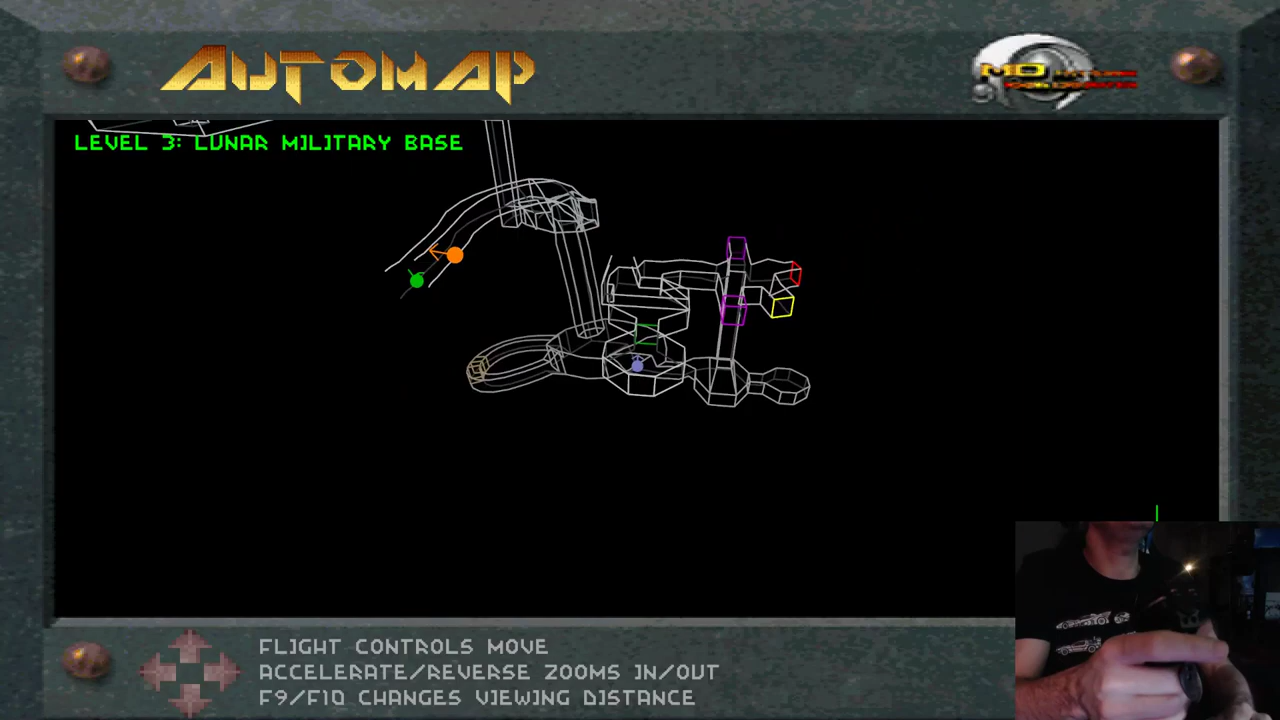 AUTOMAP
MD
LEVEL 3: LUNAR MILITARY BASE
FLIGHT CONTROLS MOVE
ACCELERATE/REVERSE ZOOMS IN/OUT
F9/F10 CHANGES VIEWING DISTANCE